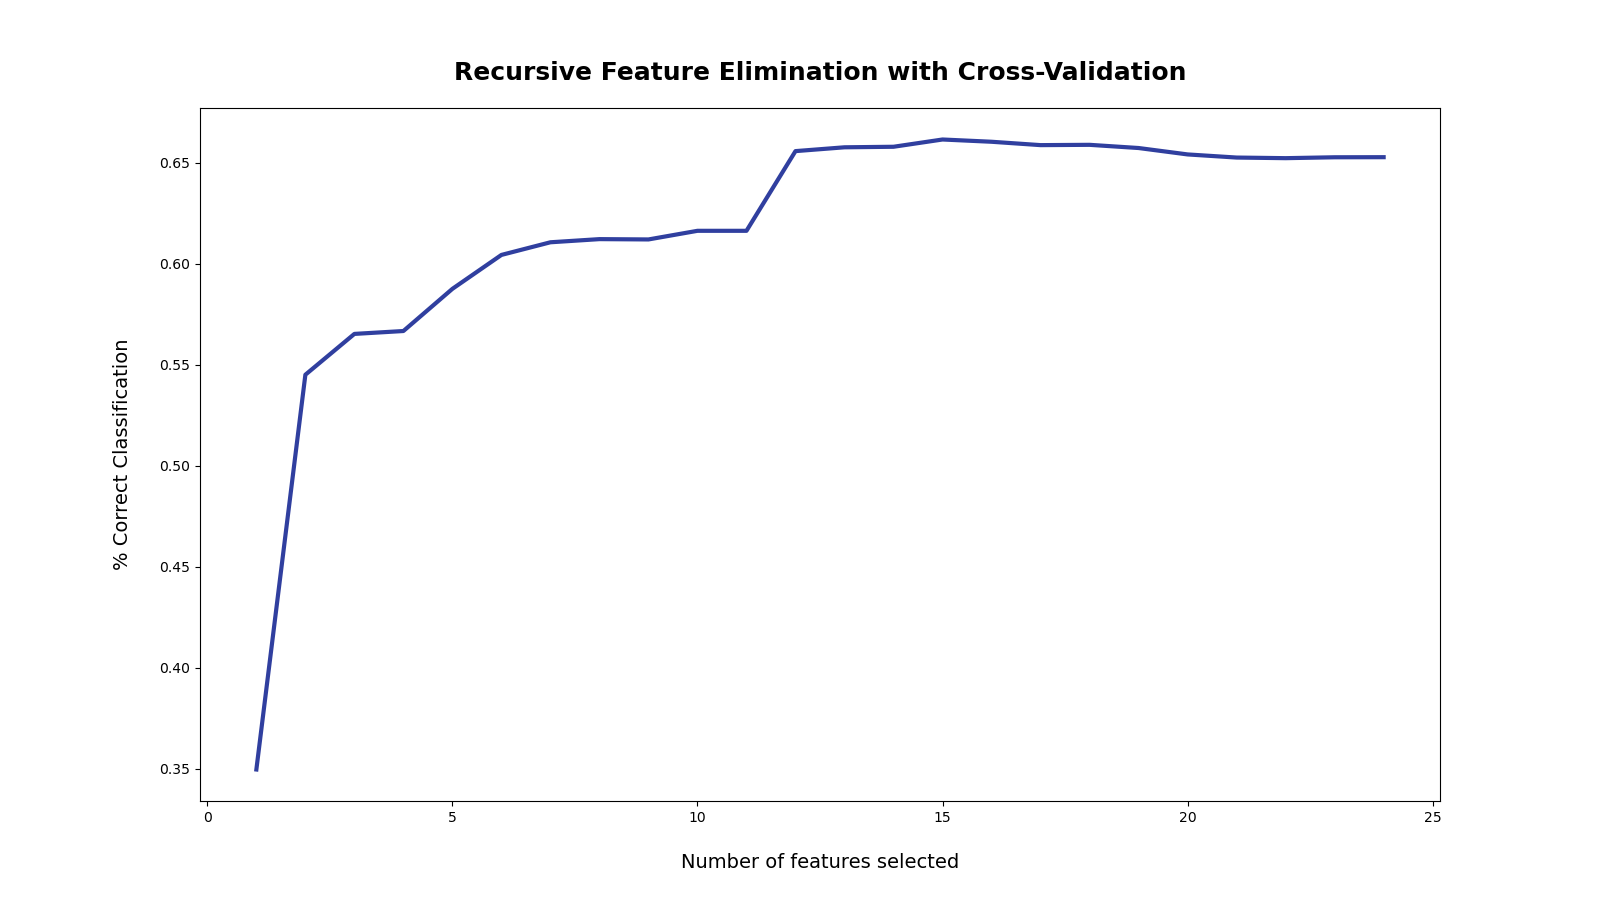 Recursive Feature Elimination with Cross-Validation
% Correct Classification
0.65
0.60
0.55
0.50
0.45
0.40
0.35
0 5 10 15 20 25
Number of features selected